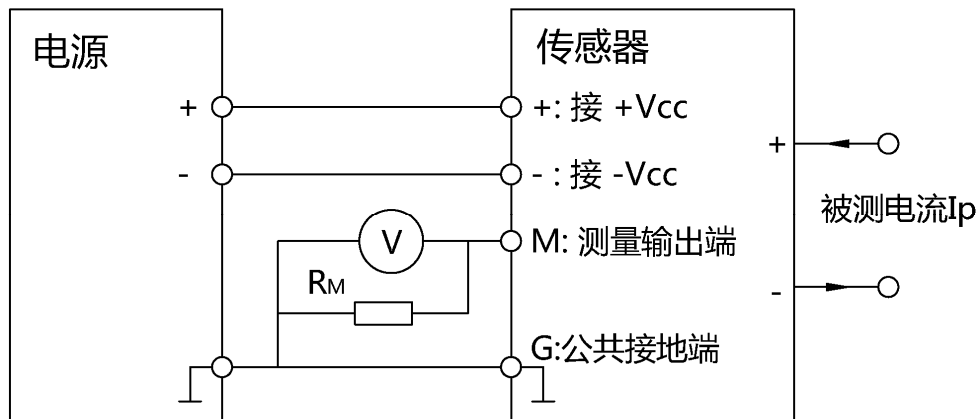 电源
传感器
+
+: 接 +Vcc
+
-
- : 接 -Vcc
被测电流Ip
V
M: 测量输出端
RM
-
G:公共接地端